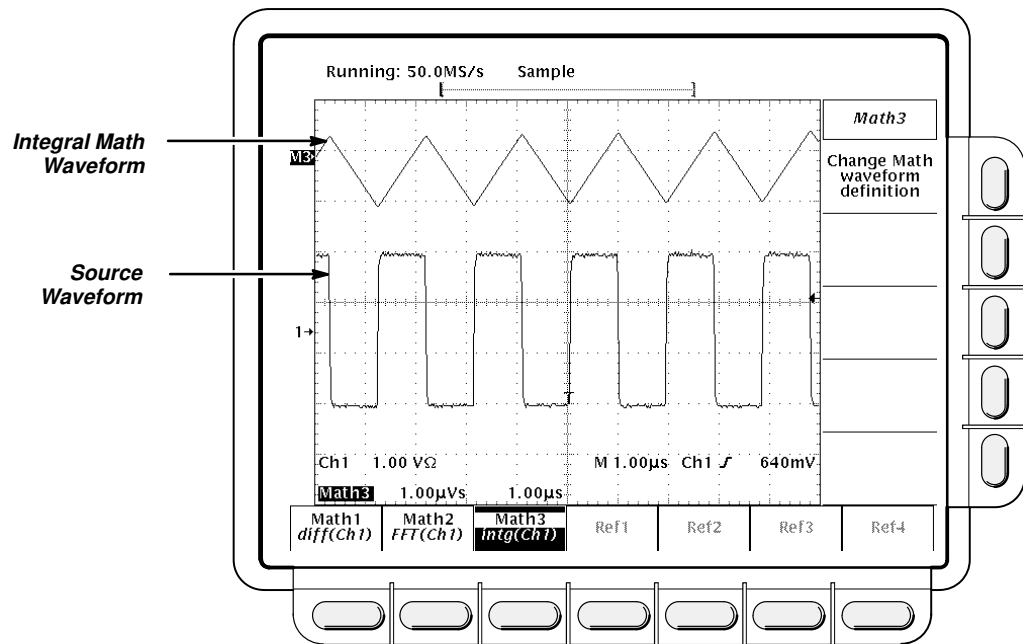 Running: 50.0MS/s Sample
Integral Math
Waveform
M3
Math3
Change Math
waveform
definition
Source
Waveform
1→
T
Ch1 1.00 VΩ M 1.00µs Ch1 ƒ 640mV
Math3 1.00µVs 1.00µs
Math1 Math2 Math3 Ref1 Ref2 Ref3 Ref4
diff(Ch1) FFT(Ch1) intg(Ch1)